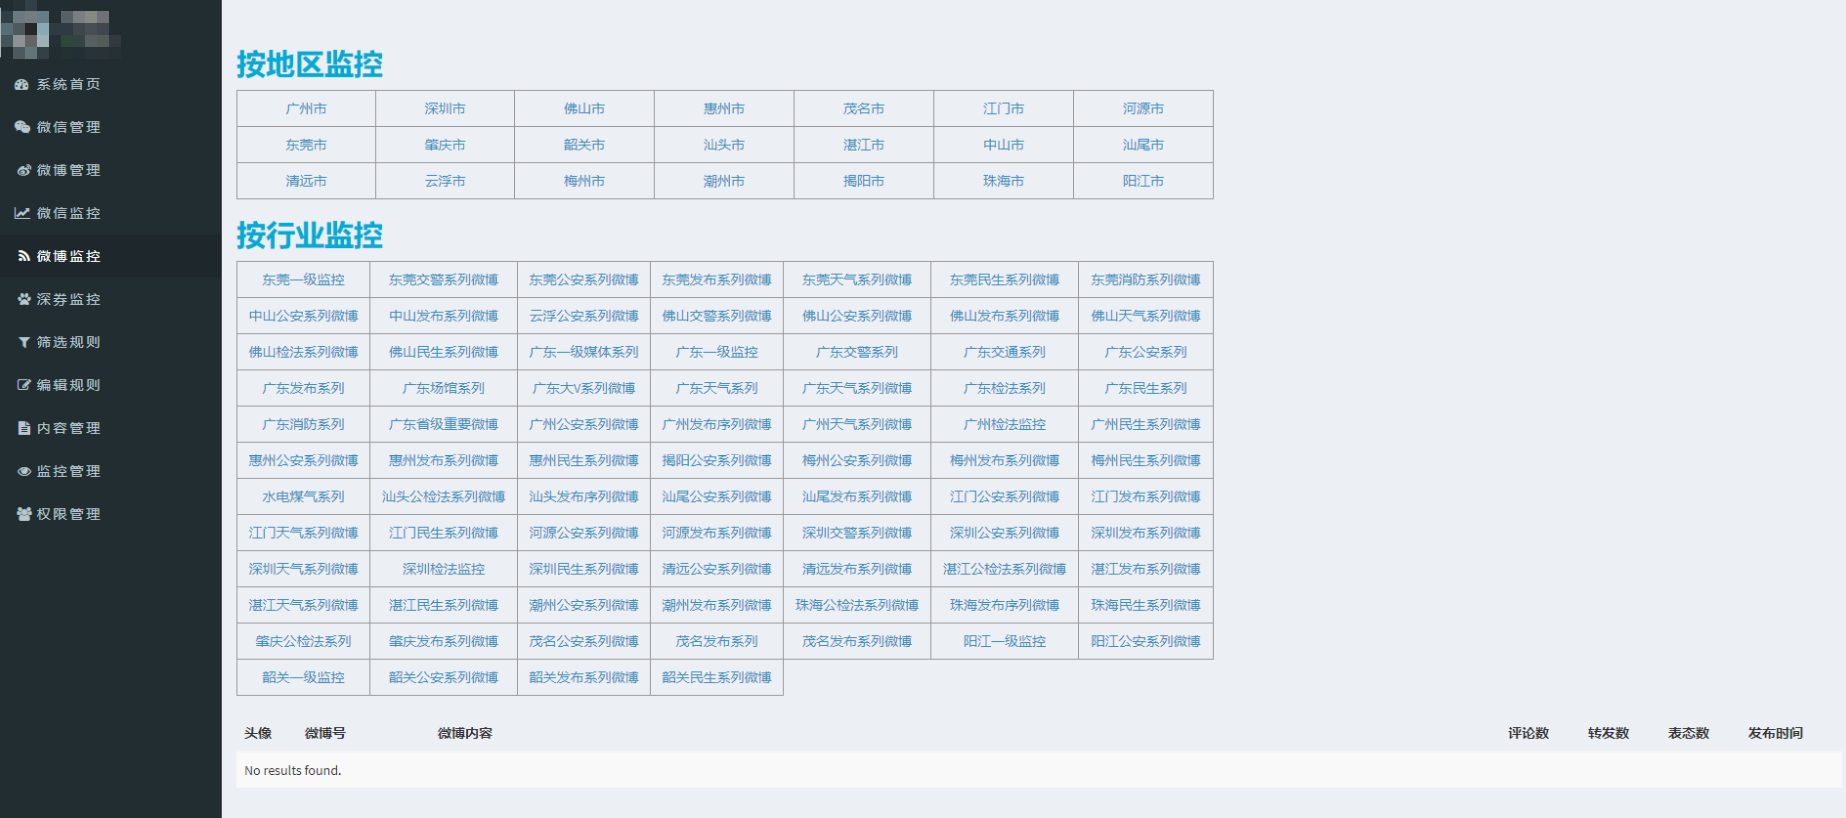 系统首页
微信管理
微博管理
微信监控
微博监控
深券监控
筛选规则
编辑规则
内容管理
监控管理
权限管理
按地区监控
广州市 深圳市 佛山市 惠州市 茂名市 江门市 河源市
东莞市 肇庆市 韶关市 汕头市 湛江市 中山市 汕尾市
清远市 云浮市 梅州市 潮州市 揭阳市 珠海市 阳江市
按行业监控
东莞一级监控 东莞交警系列微博 东莞公安系列微博 东莞发布系列微博 东莞天气系列微博 东莞民生系列微博 东莞消防系列微博
中山公安系列微博 中山发布系列微博 云浮公安系列微博 佛山交警系列微博 佛山公安系列微博 佛山发布系列微博 佛山天气系列微博
佛山检法系列微博 佛山民生系列微博 广东一级媒体系列 广东一级监控 广东交警系列 广东交通系列 广东公安系列
广东发布系列 广东场馆系列 广东大V系列微博 广东天气系列 广东天气系列微博 广东检法系列 广东民生系列
广东消防系列 广东省级重要微博 广州公安系列微博 广州发布序列微博 广州天气系列微博 广州检法监控 广州民生系列微博
惠州公安系列微博 惠州发布系列微博 惠州民生系列微博 揭阳公安系列微博 梅州公安系列微博 梅州发布系列微博 梅州民生系列微博
水电煤气系列 汕头公检法系列微博 汕头发布序列微博 汕尾公安系列微博 汕尾发布系列微博 江门公安系列微博 江门发布系列微博
江门天气系列微博 江门民生系列微博 河源公安系列微博 河源发布系列微博 深圳交警系列微博 深圳公安系列微博 深圳发布系列微博
深圳天气系列微博 深圳检法监控 深圳民生系列微博 清远公安系列微博 清远发布系列微博 湛江公检法系列微博 湛江发布系列微博
湛江天气系列微博 湛江民生系列微博 潮州公安系列微博 潮州发布系列微博 珠海公检法系列微博 珠海发布序列微博 珠海民生系列微博
肇庆公检法系列 肇庆发布系列微博 茂名公安系列微博 茂名发布系列 茂名发布系列微博 阳江一级监控 阳江公安系列微博
韶关一级监控 韶关公安系列微博 韶关发布系列微博 韶关民生系列微博
头像 微博号 微博内容 评论数 转发数 表态数 发布时间
No results found.